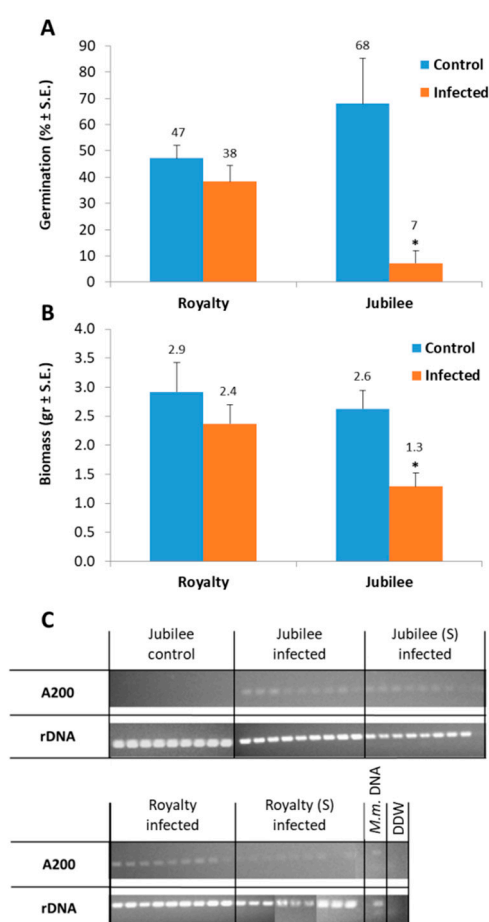 A
90
80
70
60
50
40
30
20
10
0
Germination (% ± S.E.)
47
38
68
7
*
Control
Infected
Royalty
Jubilee
B
4.0
3.5
3.0
2.5
2.0
1.5
1.0
0.5
0.0
Biomass (gr ± S.E.)
2.9
2.4
2.6
1.3
*
Control
Infected
Royalty
Jubilee
C
Jubilee
control
Jubilee
infected
Jubilee (S)
infected
A200
rDNA
Royalty
infected
Royalty (S)
infected
M.m. DNA
DDW
A200
rDNA